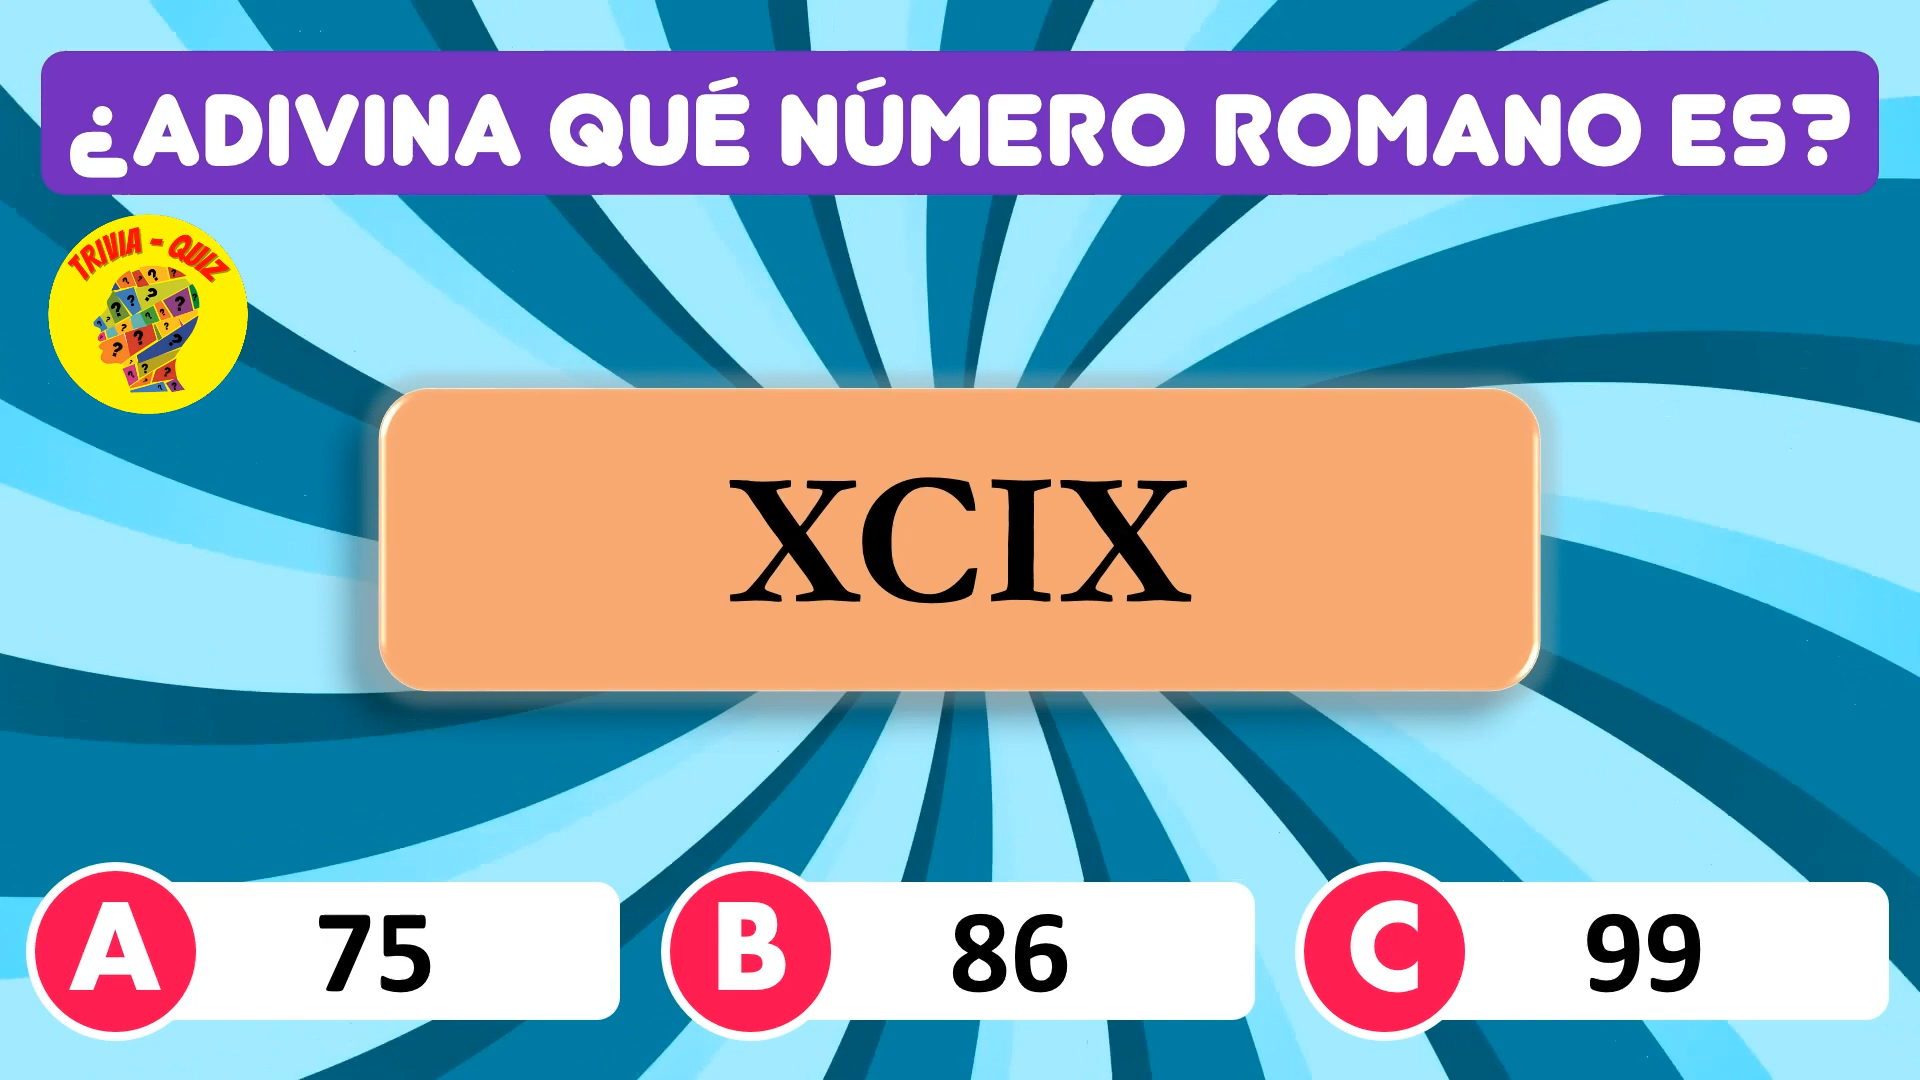 ¿ADIVINA QUÉ NÚMERO ROMANO ES?
TRIVIA - QUIZ
XCIX
A 75
B 86
C 99